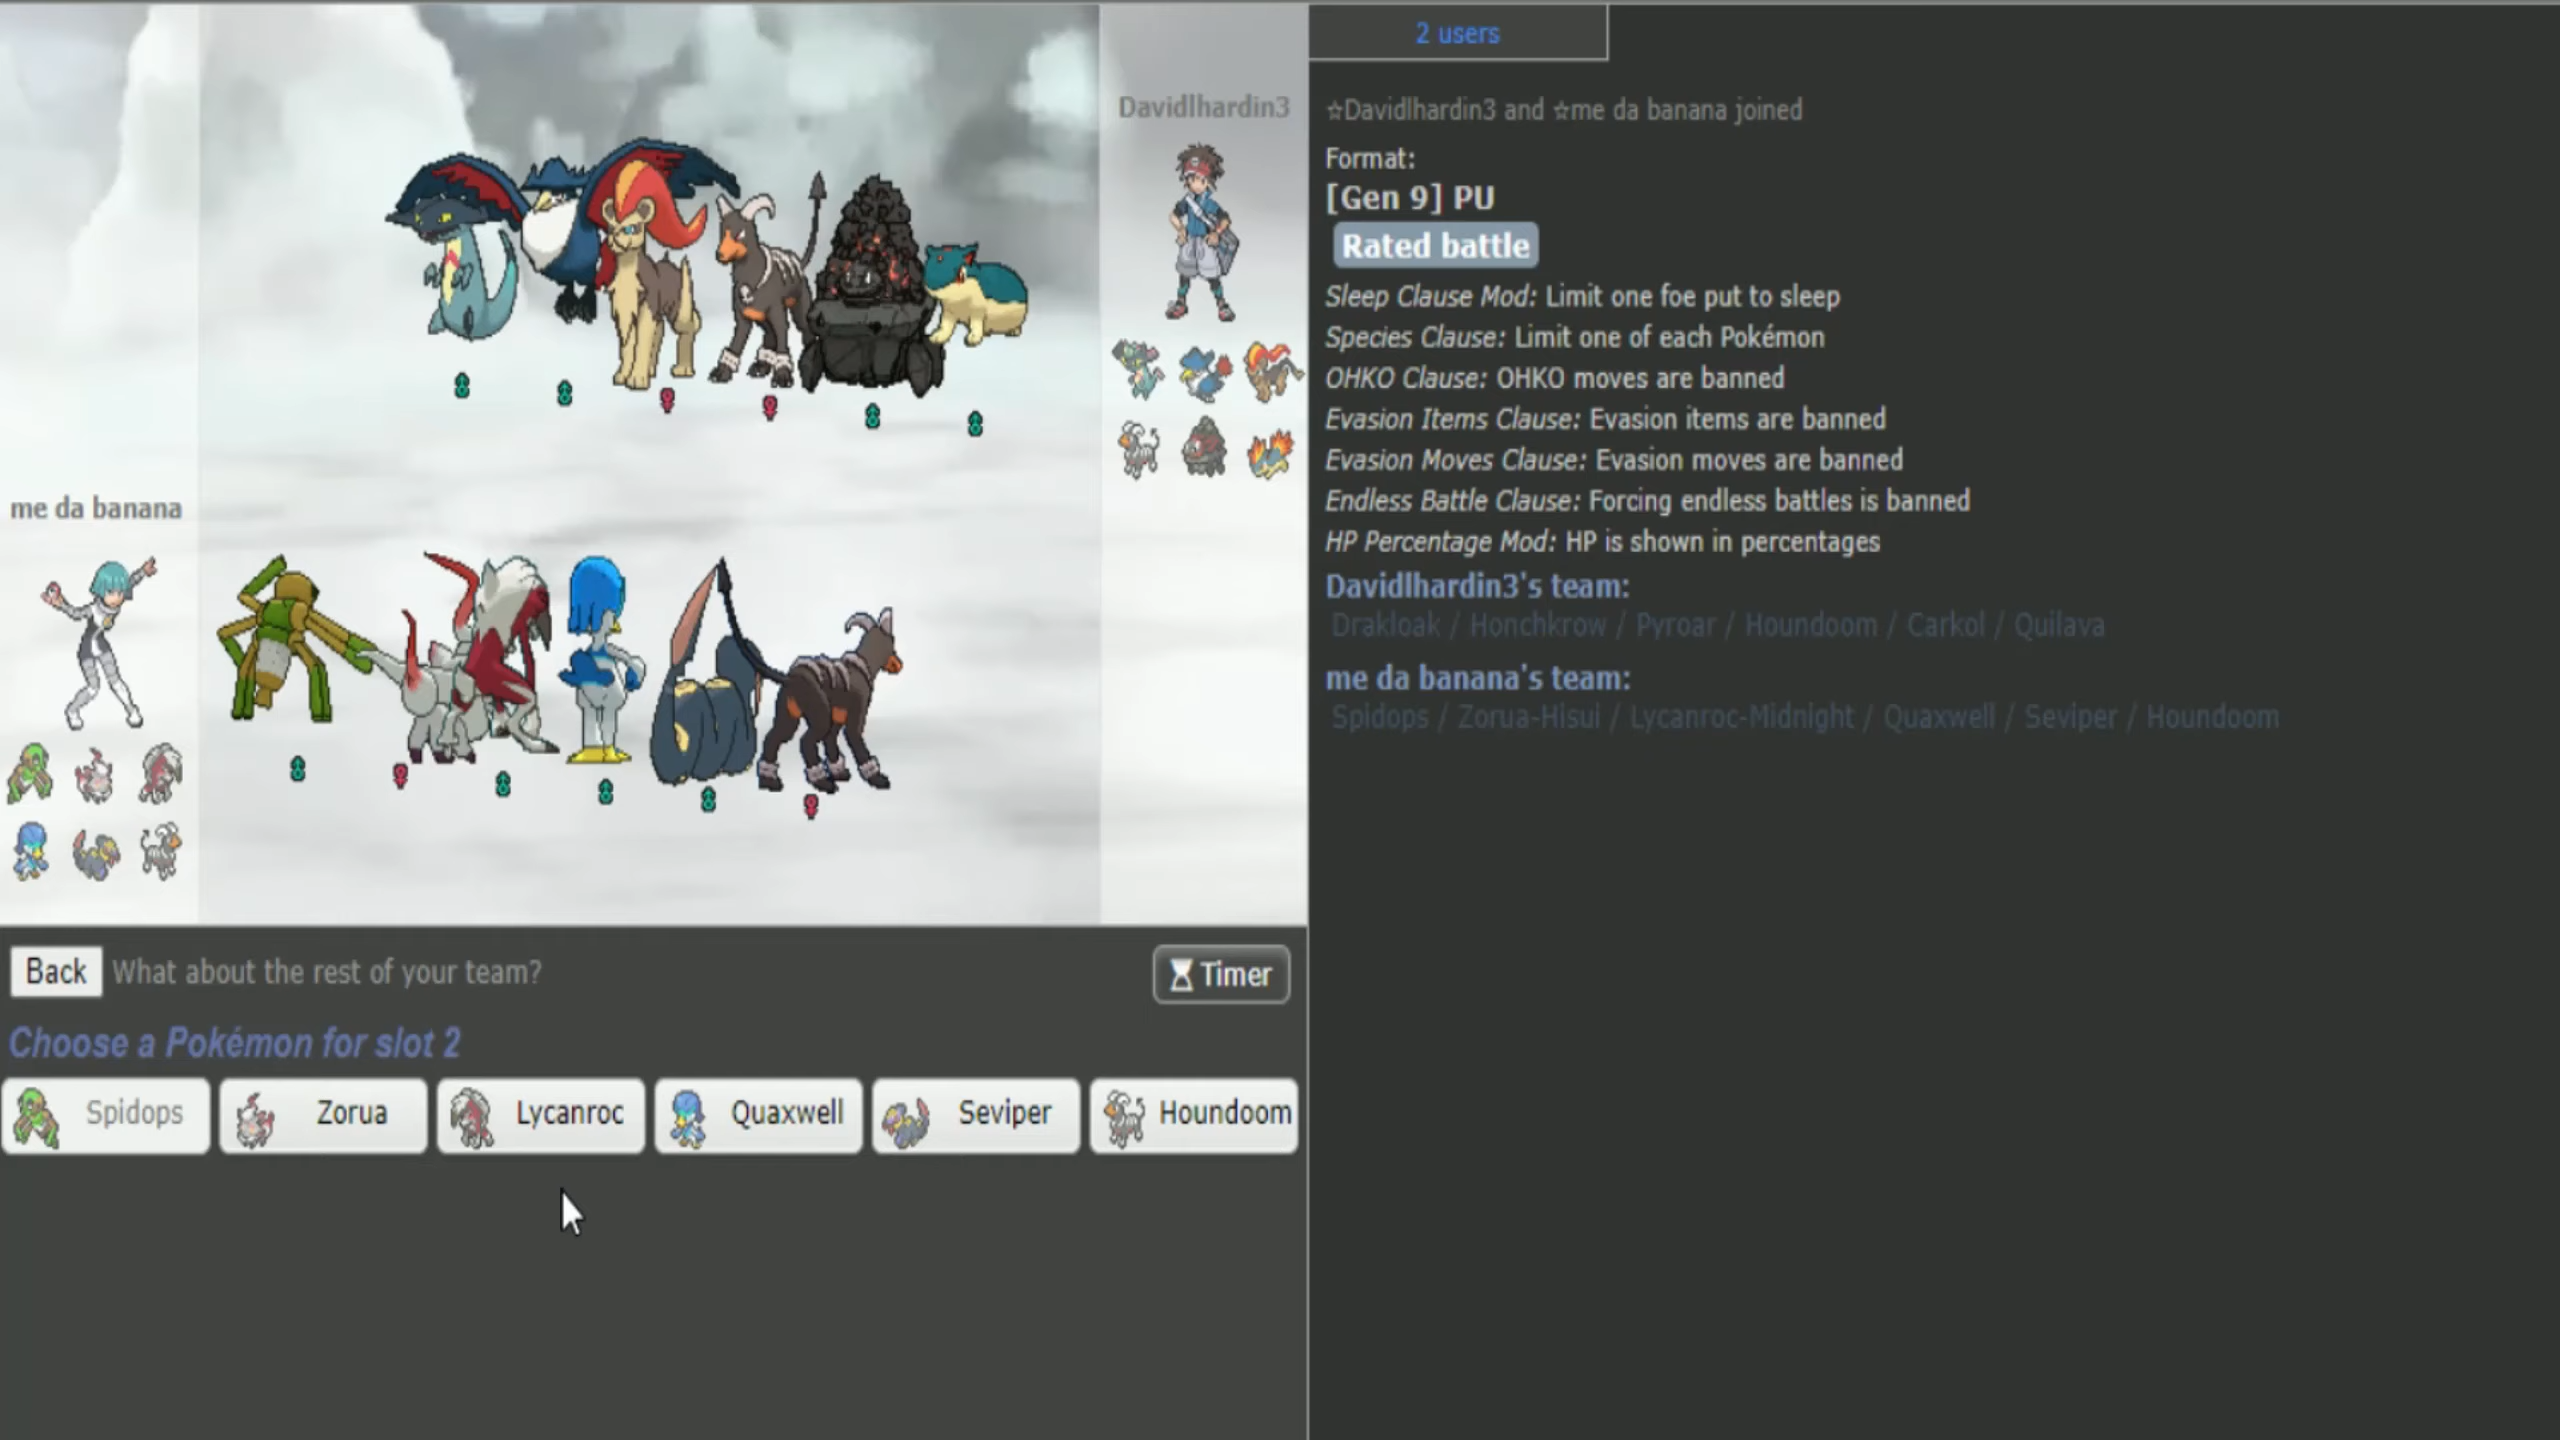 2 users
Davidlhardin3
☆Davidlhardin3 and ☆me da banana joined
Format:
[Gen 9] PU
Rated battle
Sleep Clause Mod: Limit one foe put to sleep
Species Clause: Limit one of each Pokémon
OHKO Clause: OHKO moves are banned
Evasion Items Clause: Evasion items are banned
Evasion Moves Clause: Evasion moves are banned
Endless Battle Clause: Forcing endless battles is banned
HP Percentage Mod: HP is shown in percentages
Davidlhardin3's team:
Drakloak / Honchkrow / Pyroar / Houndoom / Carkol / Quilava
me da banana's team:
Spidops / Zorua-Hisui / Lycanroc-Midnight / Quaxwell / Seviper / Houndoom
me da banana
Back What about the rest of your team?
Timer
Choose a Pokémon for slot 2
Spidops Zorua Lycanroc Quaxwell Seviper Houndoom